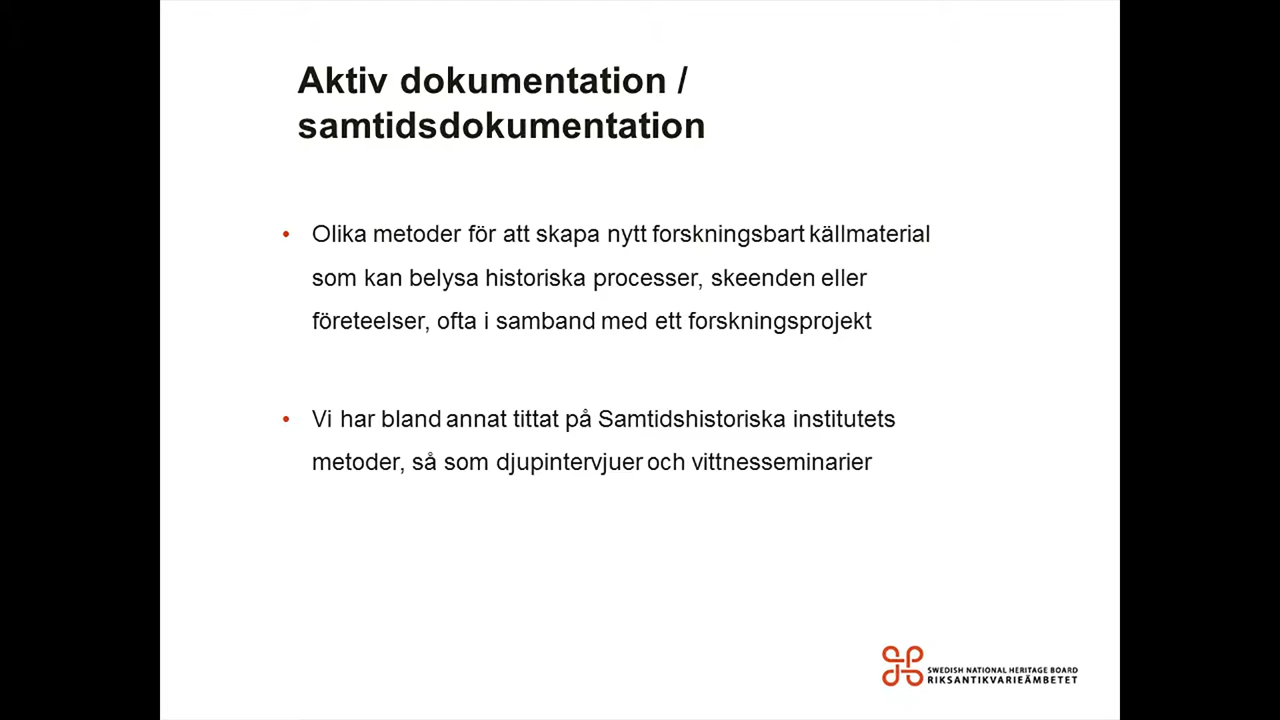 Aktiv dokumentation /
samtidsdokumentation
• Olika metoder för att skapa nytt forskningsbart källmaterial
som kan belysa historiska processer, skeenden eller
företeelser, ofta i samband med ett forskningsprojekt
• Vi har bland annat tittat på Samtidshistoriska institutets
metoder, så som djupintervjuer och vittnesseminarier
SWEDISH NATIONAL HERITAGE BOARD
RIKSANTIKVARIEÄMBETET